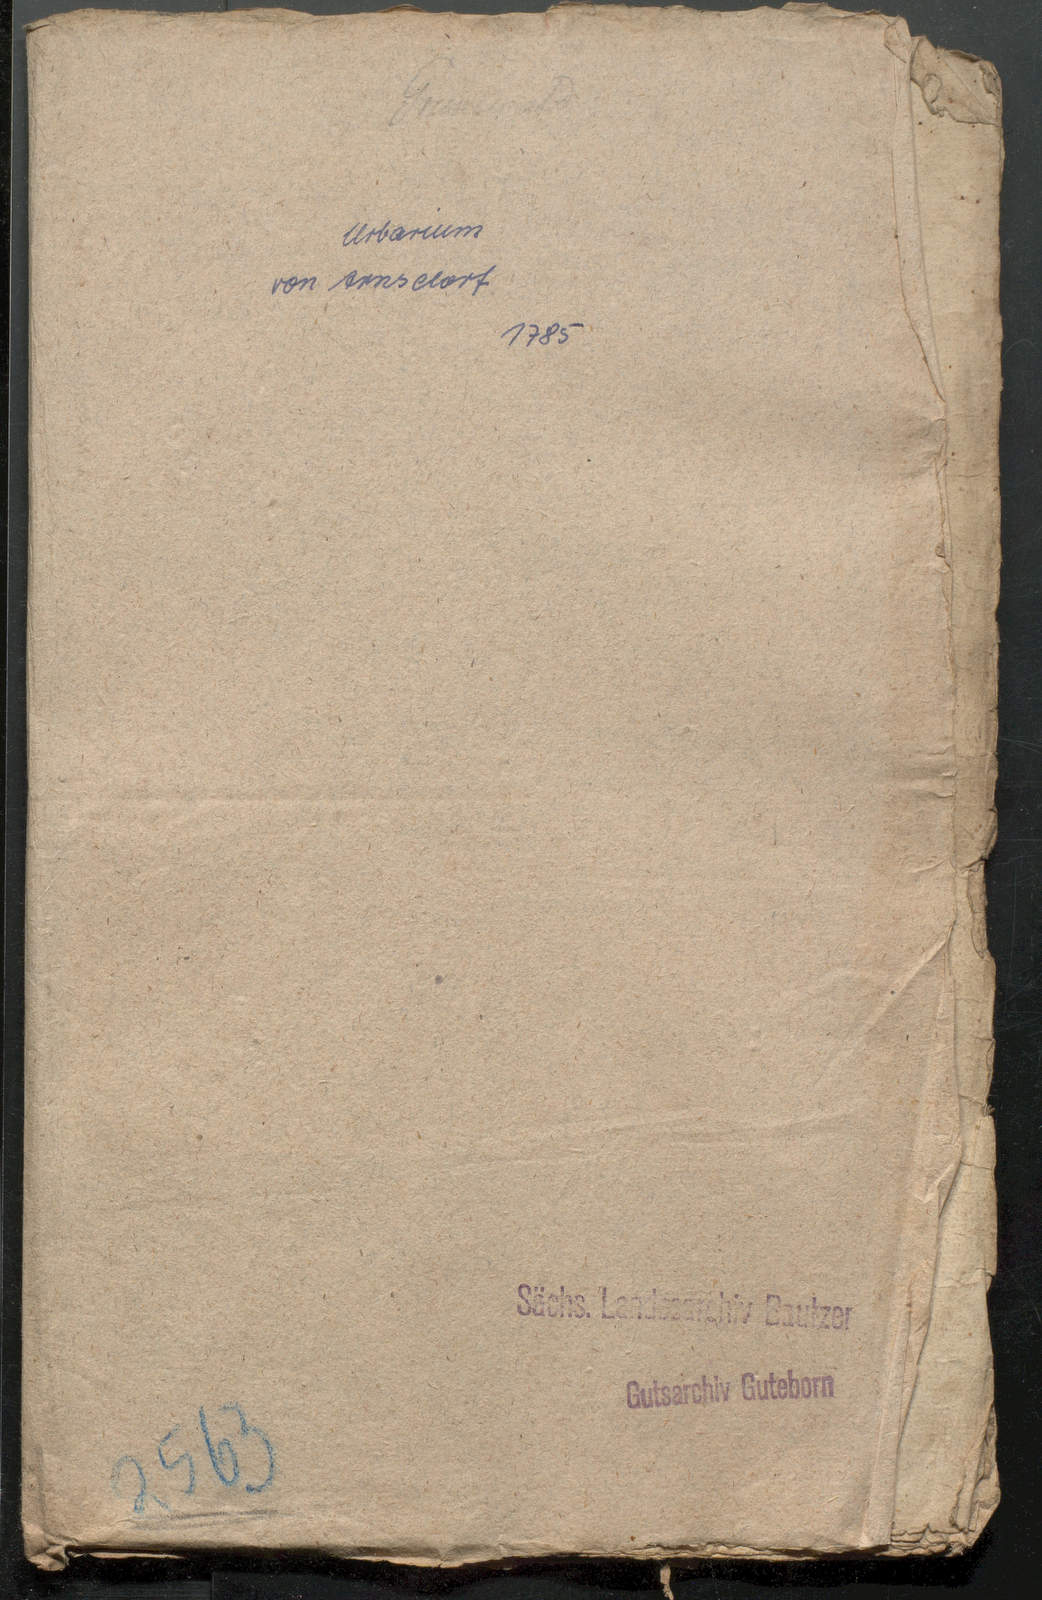 Urbarium
von Arnsdorf
1785
Sächs. Landesarchiv Bautzen
Gutsarchiv Guteborn
2563